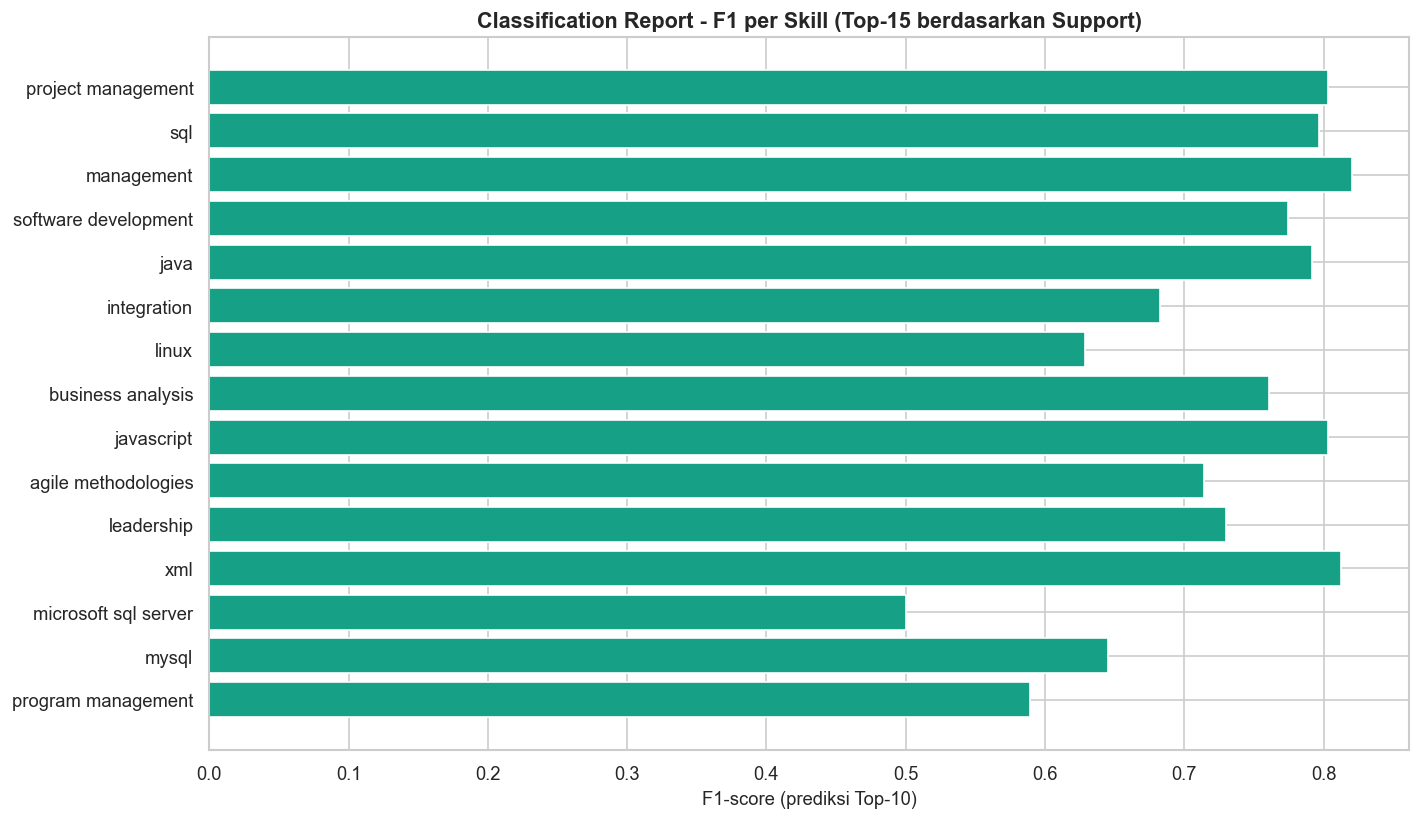 Classification Report - F1 per Skill (Top-15 berdasarkan Support)
project management
sql
management
software development
java
integration
linux
business analysis
javascript
agile methodologies
leadership
xml
microsoft sql server
mysql
program management
0.0 0.1 0.2 0.3 0.4 0.5 0.6 0.7 0.8
F1-score (prediksi Top-10)